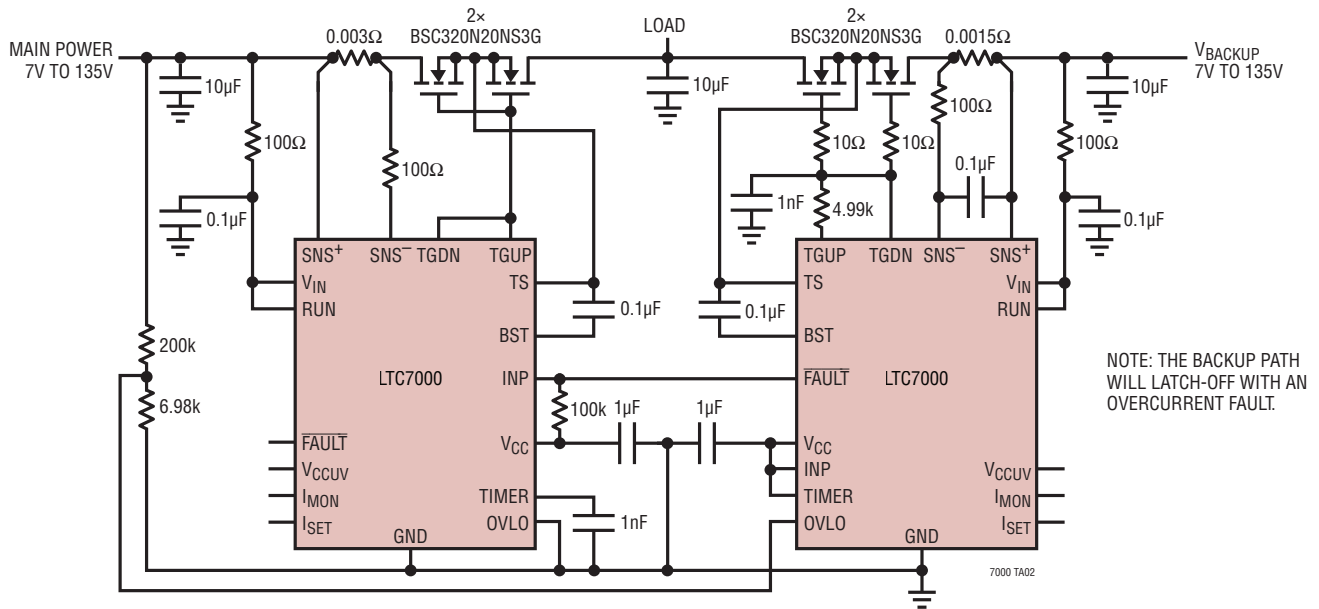 MAIN POWER
7V TO 135V
10µF
100Ω
0.1µF
200k
6.98k
0.003Ω
100Ω
2×
BSC320N20NS3G
LOAD
10µF
2×
BSC320N20NS3G
0.0015Ω
VBACKUP
7V TO 135V
10µF
100Ω
0.1µF
10Ω
10Ω
100Ω
0.1µF
1nF
4.99k
SNS+
SNS−
TGDN
TGUP
VIN
RUN
TS
BST
0.1µF
LTC7000
INP
100k
1µF
1µF
FAULT
VCCUV
IMON
ISET
VCC
TIMER
OVLO
1nF
GND
TGUP
TGDN
SNS−
SNS+
TS
BST
0.1µF
VIN
RUN
FAULT
LTC7000
VCC
INP
TIMER
OVLO
VCCUV
IMON
ISET
GND
NOTE: THE BACKUP PATH
WILL LATCH-OFF WITH AN
OVERCURRENT FAULT.
7000 TA02